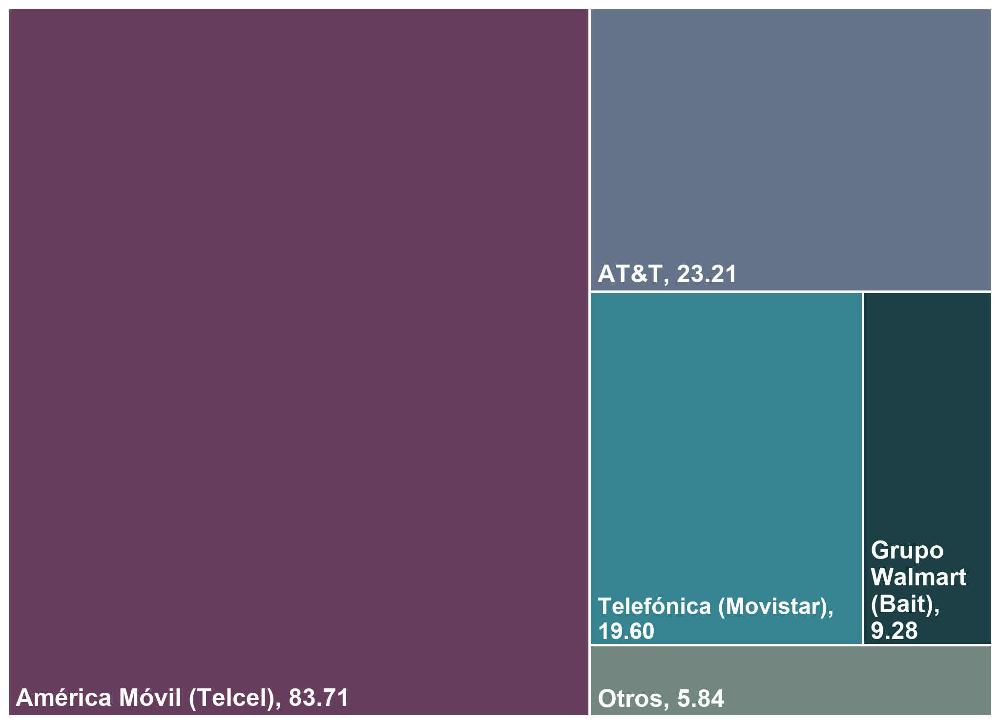 AT&T, 23.21
Grupo
Walmart
(Bait),
9.28
Telefónica (Movistar),
19.60
América Móvil (Telcel), 83.71
Otros, 5.84